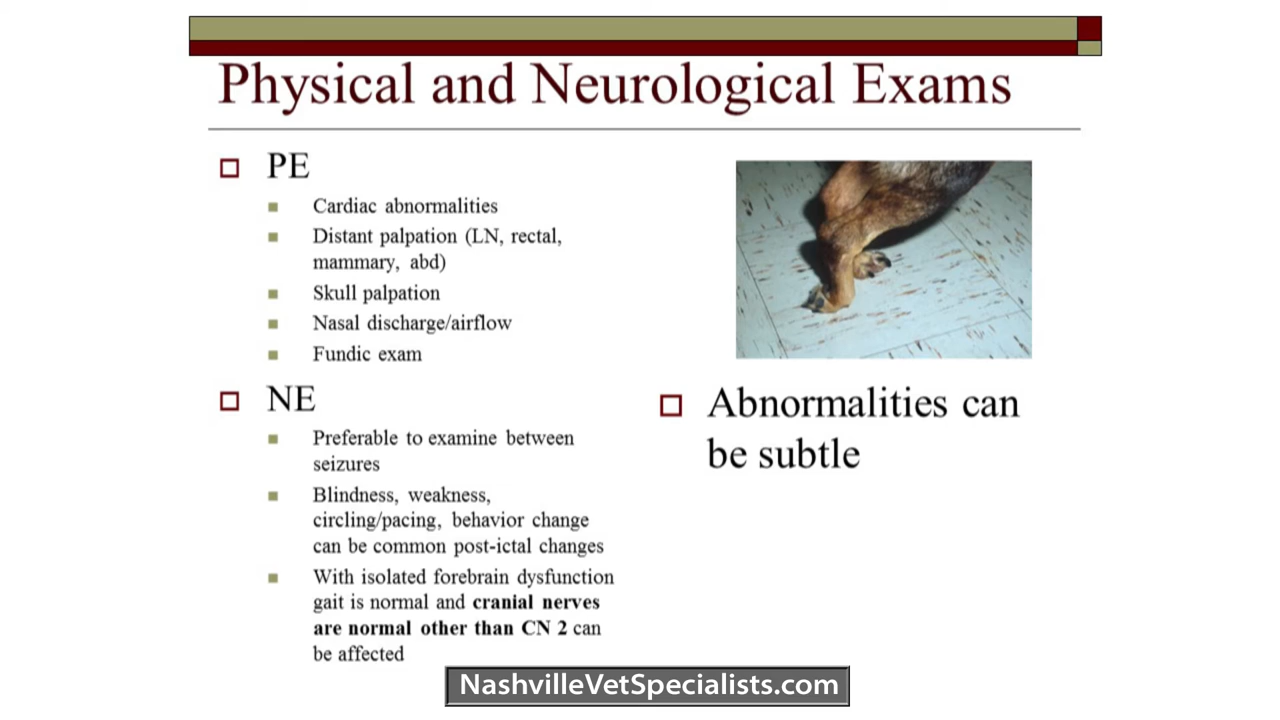 Physical and Neurological Exams
PE
Cardiac abnormalities
Distant palpation (LN, rectal,
mammary, abd)
Skull palpation
Nasal discharge/airflow
Fundic exam
NE
Preferable to examine between
seizures
Blindness, weakness,
circling/pacing, behavior change
can be common post-ictal changes
With isolated forebrain dysfunction
gait is normal and cranial nerves
are normal other than CN 2 can
be affected
Abnormalities can
be subtle
NashvilleVetSpecialists.com